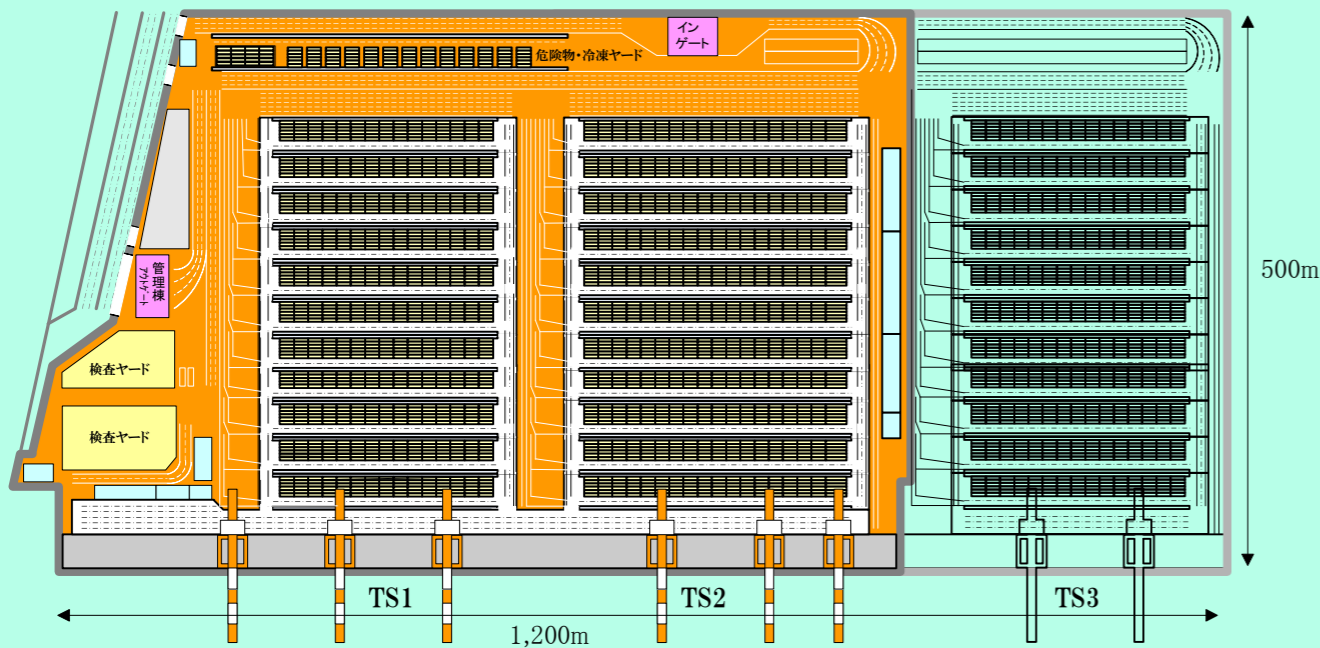 イン
ゲート
危険物・冷凍ヤード
500m
管理棟
アウトゲート
検査ヤード
検査ヤード
TS1
TS2
TS3
1,200m